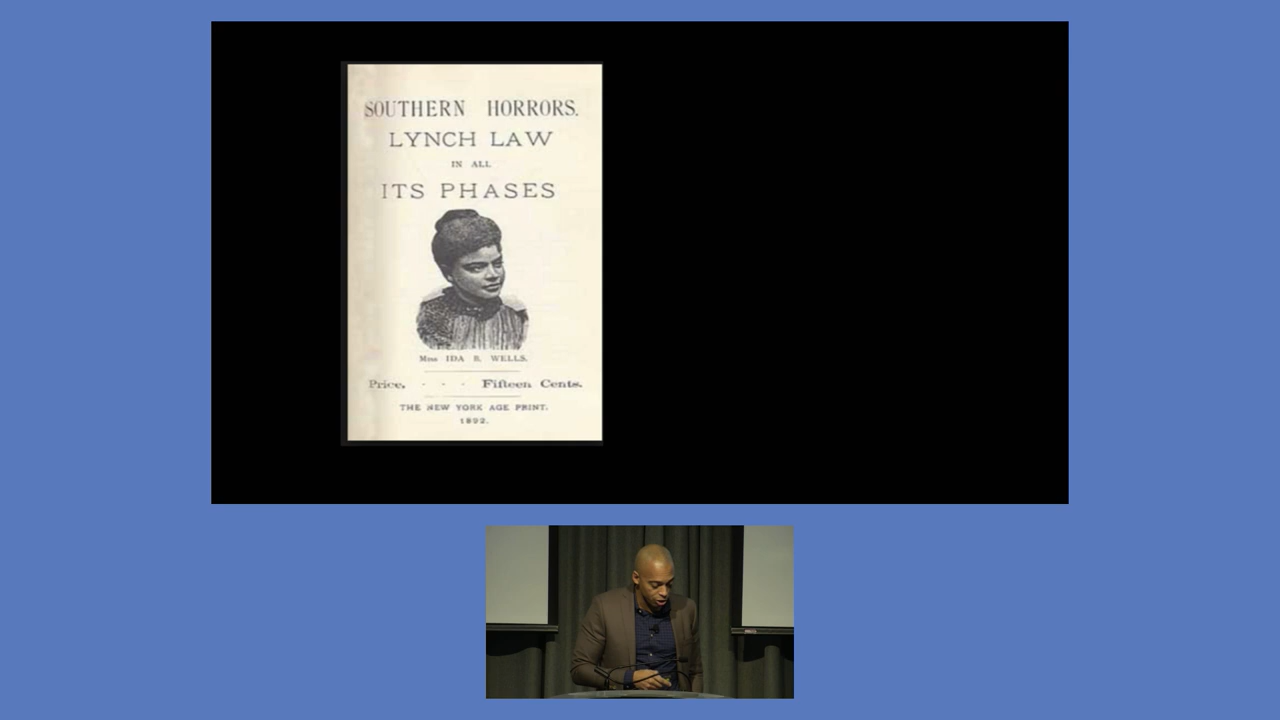 SOUTHERN HORRORS.
LYNCH LAW
IN ALL
ITS PHASES
Miss IDA B. WELLS.
Price, - - - Fifteen Cents.
THE NEW YORK AGE PRINT.
1892.